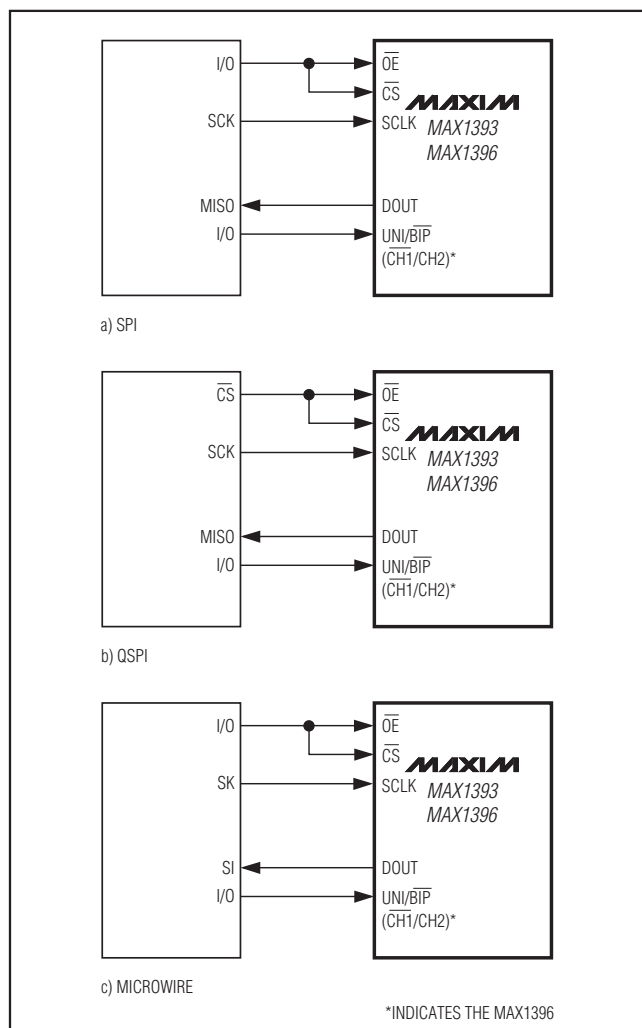 I/O OE
CS
SCK SCLK
MAXIM
MAX1393
MAX1396
MISO DOUT
I/O UNI/BIP
(CH1/CH2)*
a) SPI
CS OE
CS
SCK SCLK
MAXIM
MAX1393
MAX1396
MISO DOUT
I/O UNI/BIP
(CH1/CH2)*
b) QSPI
I/O OE
CS
SK SCLK
MAXIM
MAX1393
MAX1396
SI DOUT
I/O UNI/BIP
(CH1/CH2)*
c) MICROWIRE
*INDICATES THE MAX1396